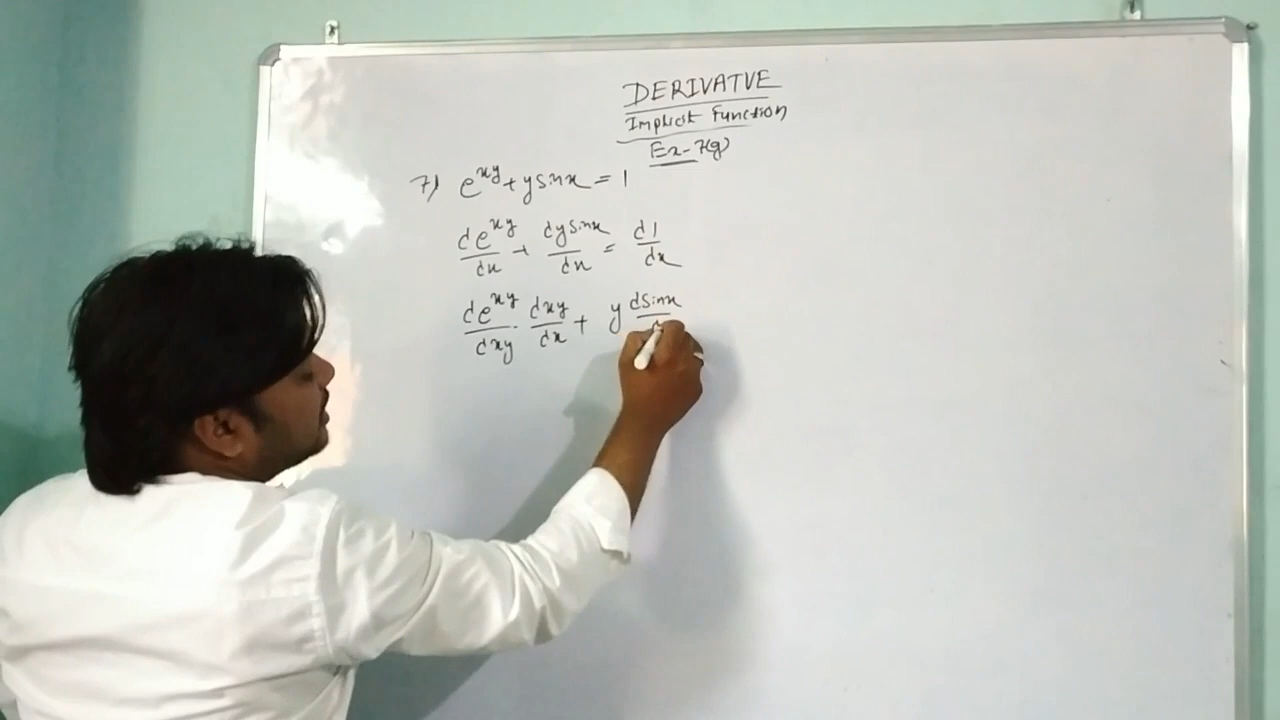 DERIVATVE
Implicit Function
Ex-7(g)
7) e^xy + y sinx = 1
de^xy/dx + dysinx/dx = d1/dx
de^xy/dxy . dxy/dx + y dsinx/